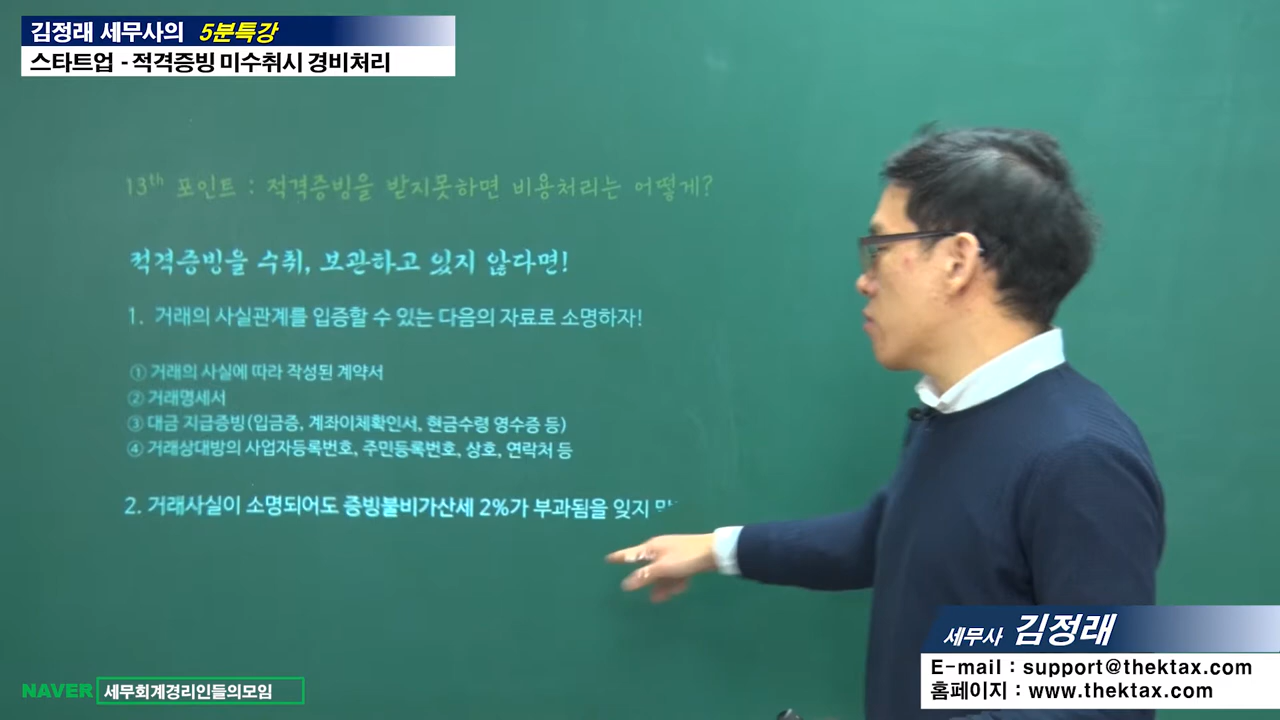 김정래 세무사의 5분특강
스타트업 - 적격증빙 미수취시 경비처리
13th 포인트 : 적격증빙을 받지못하면 비용처리는 어떻게?
적격증빙을 수취, 보관하고 있지 않다면!
1. 거래의 사실관계를 입증할 수 있는 다음의 자료로 소명하자!
① 거래의 사실에 따라 작성된 계약서
② 거래명세서
③ 대금 지급증빙(입금증, 계좌이체확인서, 현금수령 영수증 등)
④ 거래상대방의 사업자등록번호, 주민등록번호, 상호, 연락처 등
2. 거래사실이 소명되어도 증빙불비가산세 2%가 부과됨을 잊지
세무사 김정래
E-mail : support@thektax.com
홈페이지 : www.thektax.com
NAVER 세무회계경리인들의모임